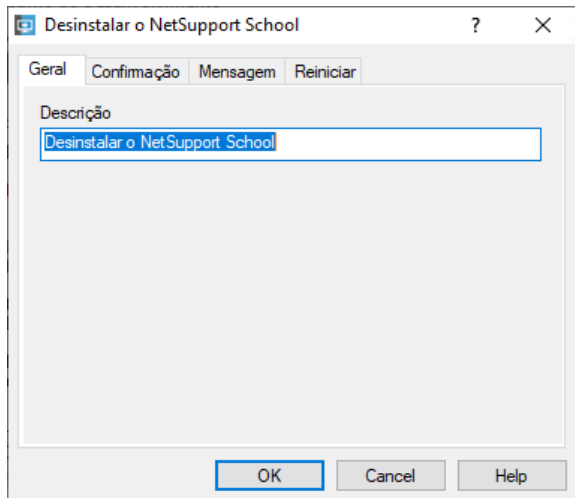 Desinstalar o NetSupport School
Geral Confirmação Mensagem Reiniciar
Descrição
Desinstalar o NetSupport School
OK Cancel Help